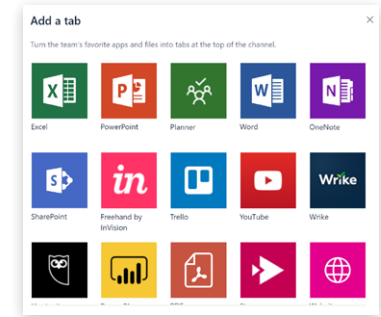 Add a tab
Turn the team's favorite apps and files into tabs at the top of the channel.
Excel PowerPoint Planner Word OneNote
Wrike
SharePoint Freehand by Trello YouTube Wrike
InVision